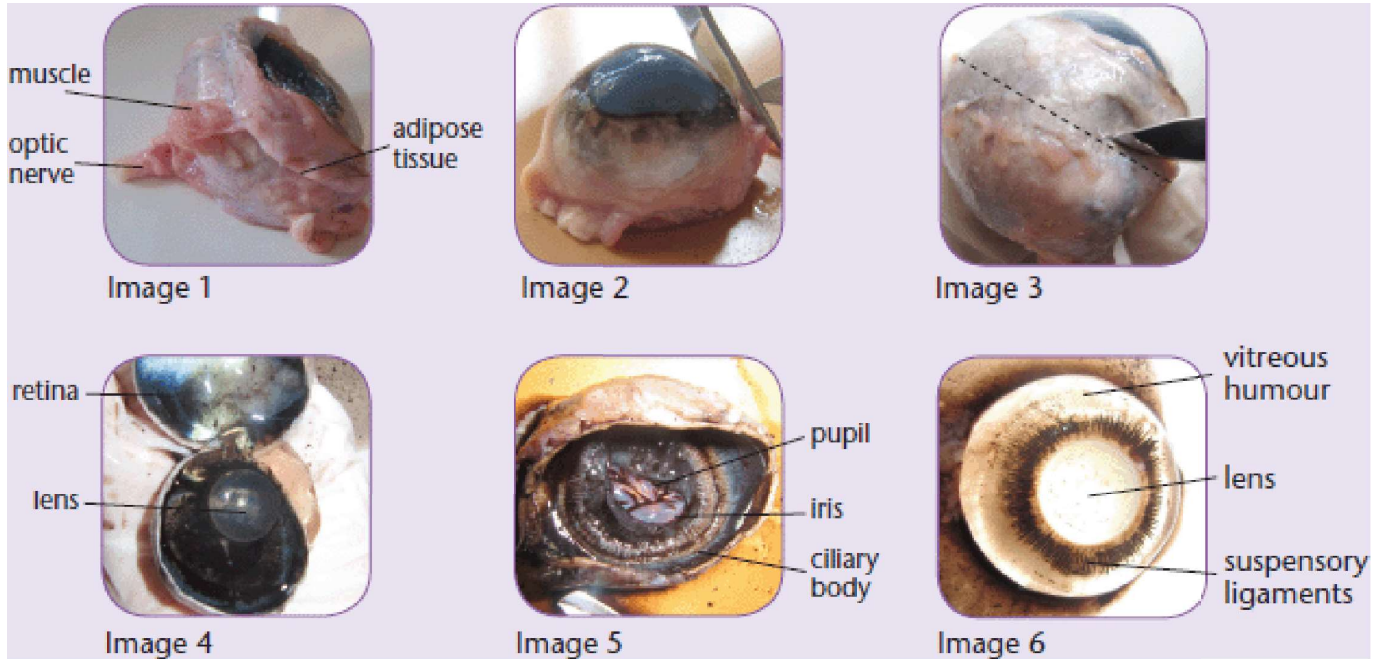 muscle
optic
nerve
adipose
tissue
Image 1
Image 2
Image 3
retina
lens
Image 4
pupil
iris
ciliary
body
Image 5
vitreous
humour
lens
suspensory
ligaments
Image 6